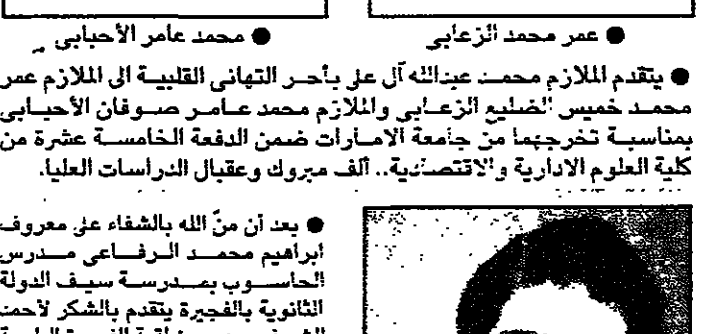 ● عمر محمد الزعابي
● محمد عامر الأحبابي
● يتقدم الملازم محمد عبدالله آل علي بأحر التهاني القلبية الى الملازم عمر
محمد خميس الضليع الزعابي والملازم محمد عامر صوفان الأحبابي
بمناسبة تخرجهما من جامعة الامارات ضمن الدفعة الخامسة عشرة من
كلية العلوم الادارية والاقتصادية.. ألف مبروك وعقبال الدراسات العليا.
● بعد أن منّ الله بالشفاء على معروف
ابراهيم محمد الرفاعي مدرس
الحاسوب بمدرسة سيف الدولة
الثانوية بالفجيرة يتقدم بالشكر لأحمد